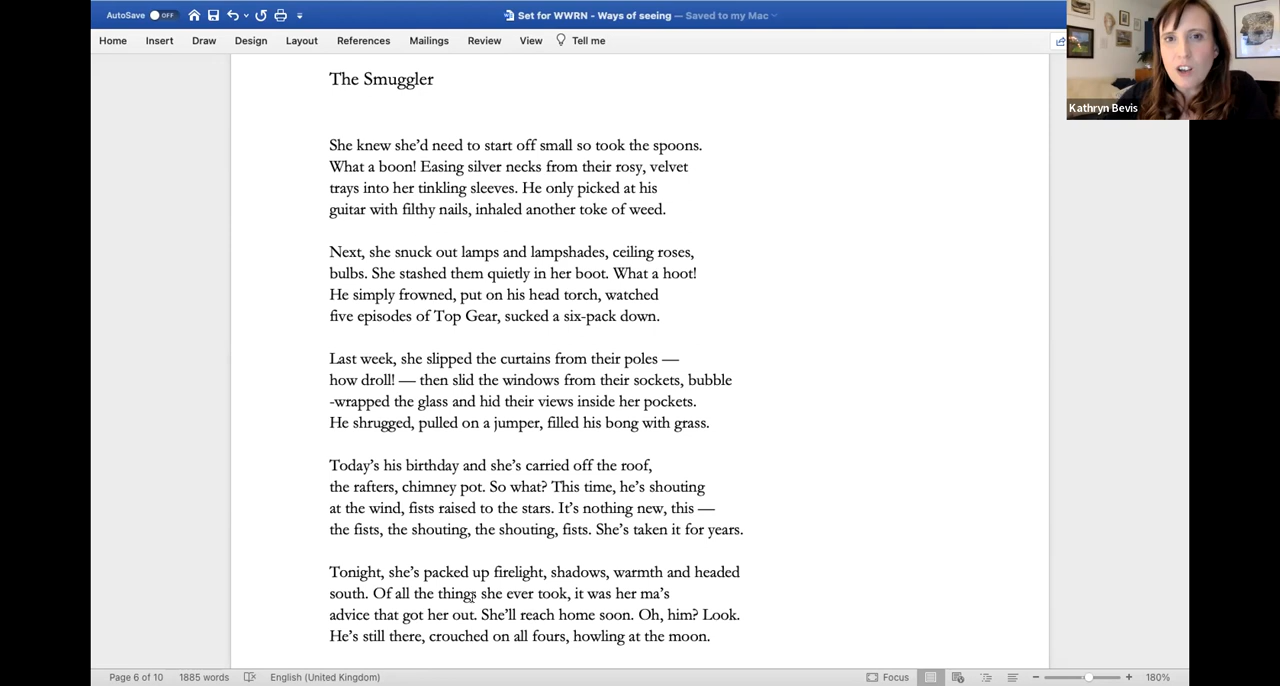 AutoSave OFF
Set for WWRN - Ways of seeing — Saved to my Mac
Home Insert Draw Design Layout References Mailings Review View Tell me
Kathryn Bevis
The Smuggler
She knew she’d need to start off small so took the spoons.
What a boon! Easing silver necks from their rosy, velvet
trays into her tinkling sleeves. He only picked at his
guitar with filthy nails, inhaled another toke of weed.
Next, she snuck out lamps and lampshades, ceiling roses,
bulbs. She stashed them quietly in her boot. What a hoot!
He simply frowned, put on his head torch, watched
five episodes of Top Gear, sucked a six-pack down.
Last week, she slipped the curtains from their poles —
how droll! — then slid the windows from their sockets, bubble
-wrapped the glass and hid their views inside her pockets.
He shrugged, pulled on a jumper, filled his bong with grass.
Today’s his birthday and she’s carried off the roof,
the rafters, chimney pot. So what? This time, he’s shouting
at the wind, fists raised to the stars. It’s nothing new, this —
the fists, the shouting, the shouting, fists. She’s taken it for years.
Tonight, she’s packed up firelight, shadows, warmth and headed
south. Of all the things she ever took, it was her ma’s
advice that got her out. She’ll reach home soon. Oh, him? Look.
He’s still there, crouched on all fours, howling at the moon.
Page 6 of 10 1885 words English (United Kingdom) Focus 180%